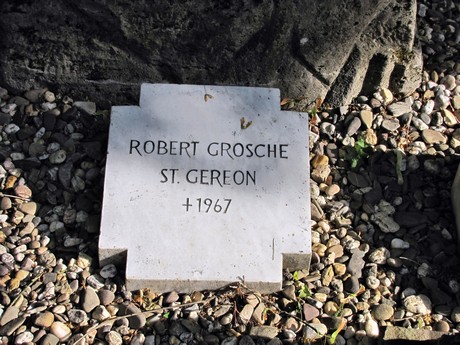 ROBERT GROSCHE
ST. GEREON
+1967